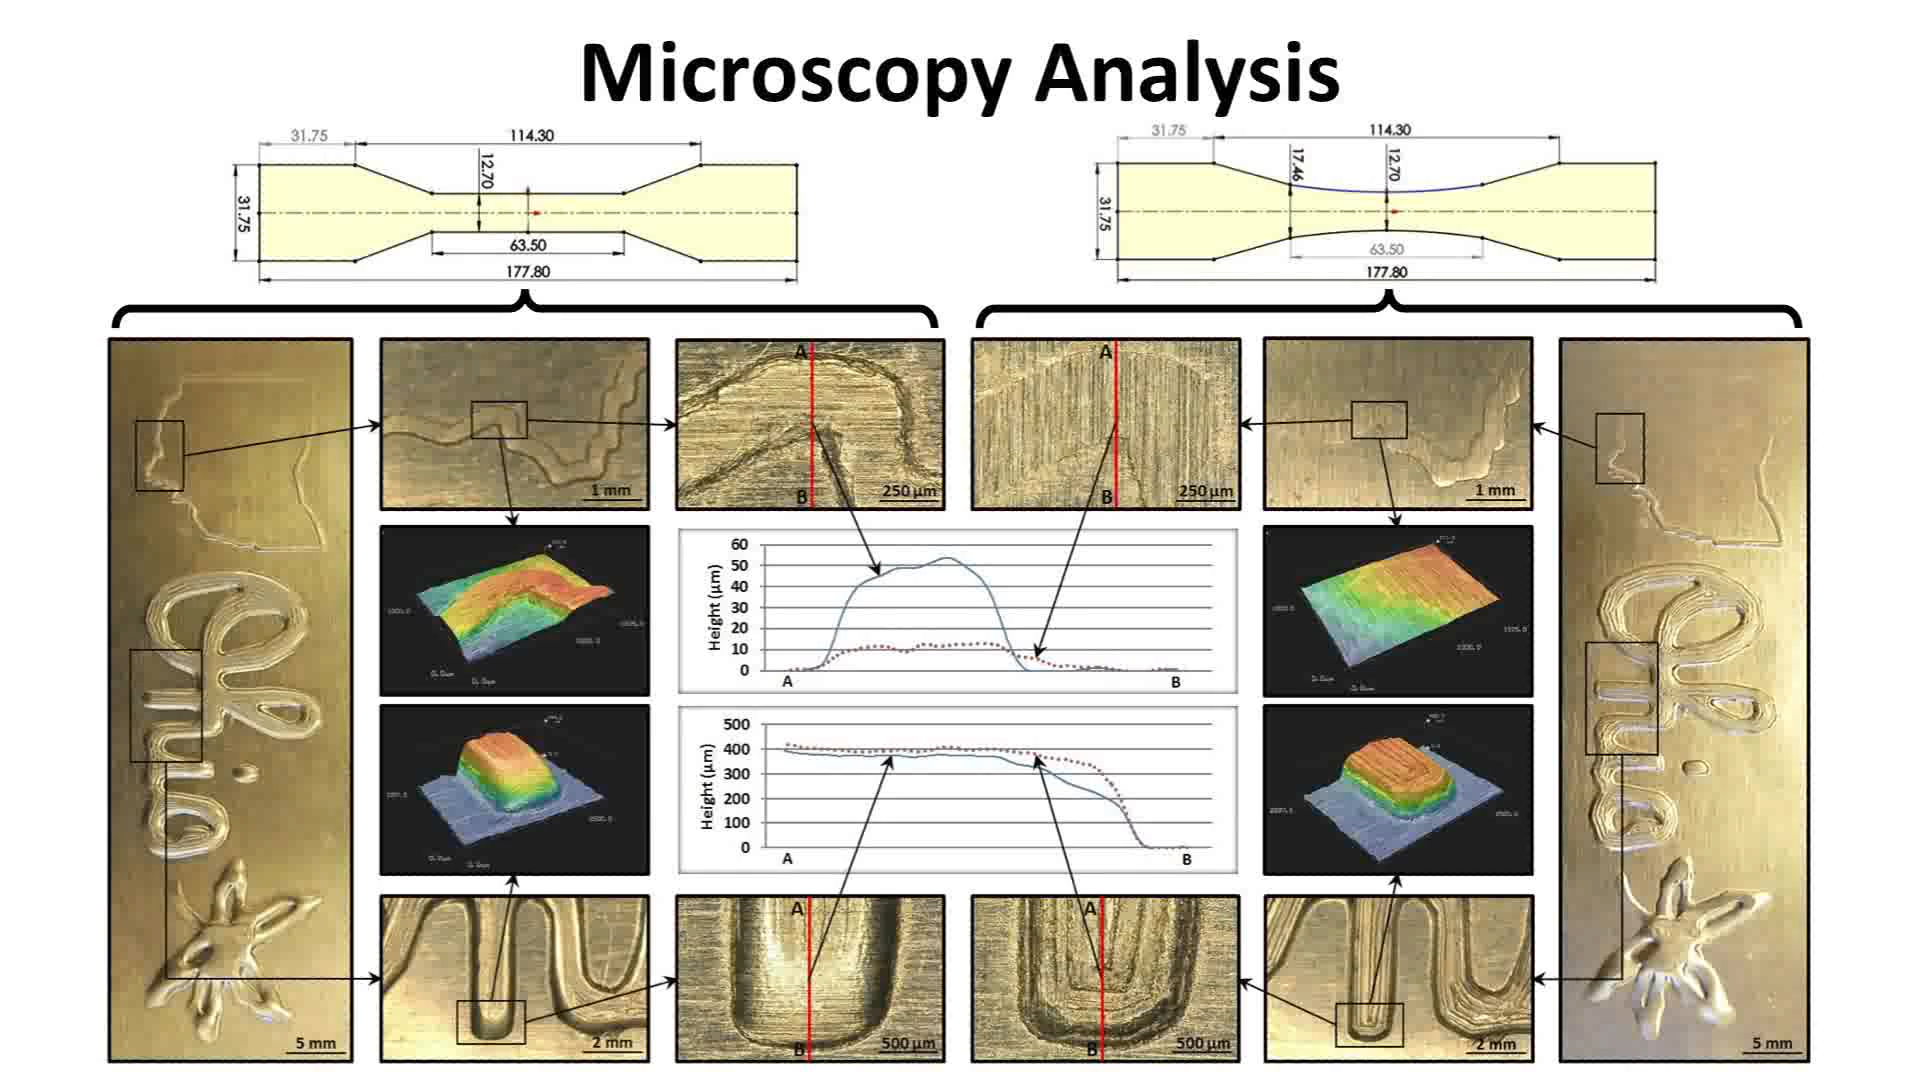 Microscopy Analysis
31.75
114.30
12.70
31.75
63.50
177.80
31.75
114.30
17.46
12.70
31.75
63.50
177.80
5 mm
1 mm
A
B
250 µm
A
B
250 µm
1 mm
5 mm
Height (µm)
60
50
40
30
20
10
0
A
B
Height (µm)
500
400
300
200
100
0
A
B
2 mm
A
B
500 µm
A
B
500 µm
2 mm
Ohio
Ohio